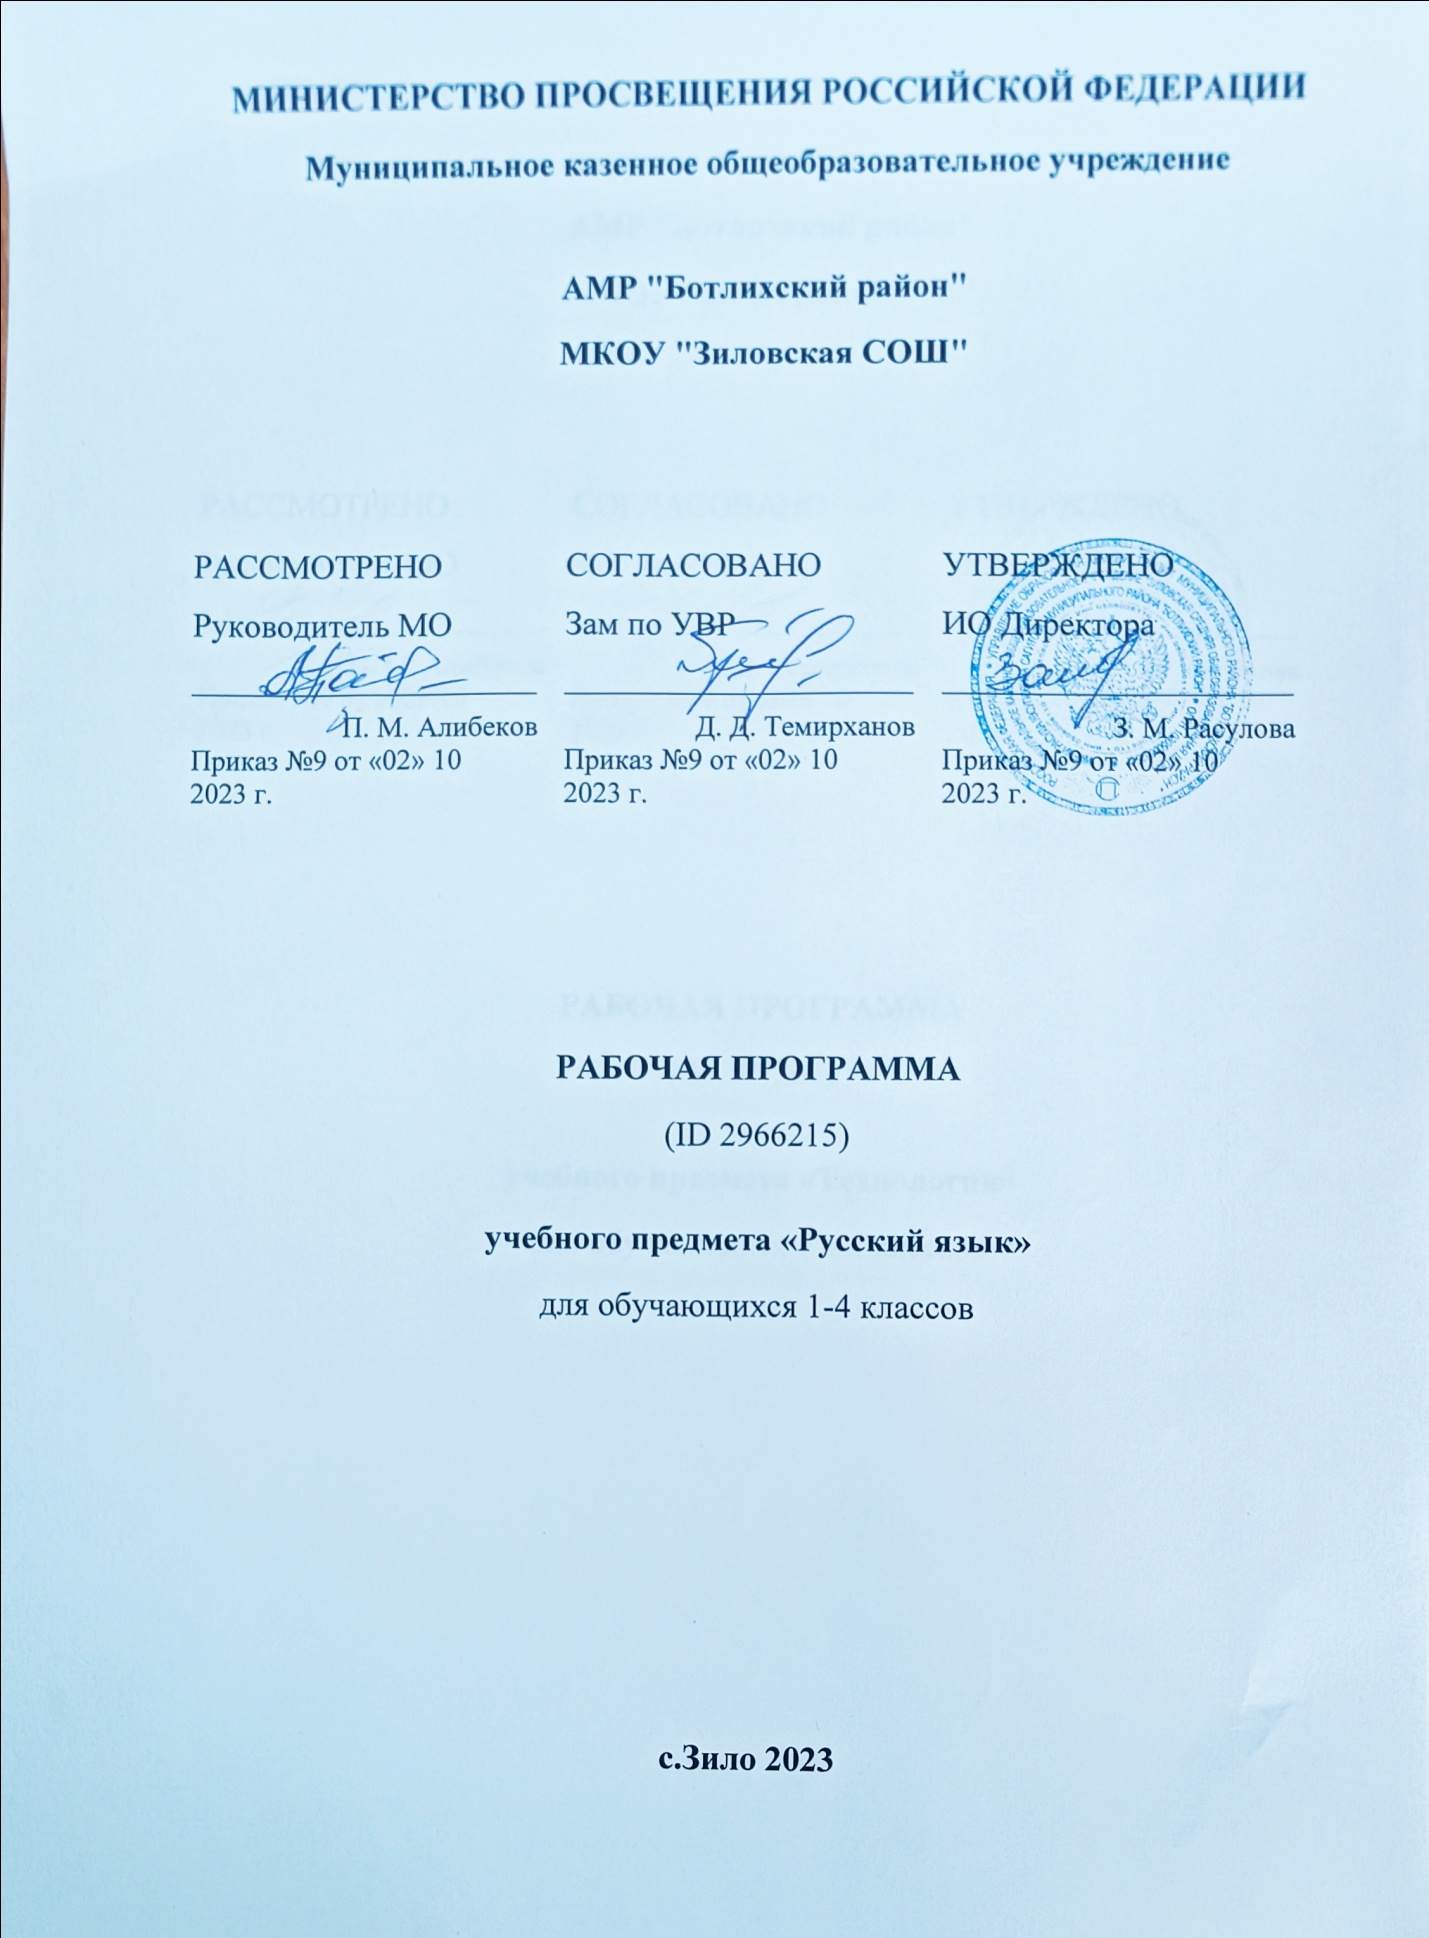 МИНИСТЕРСТВО ПРОСВЕЩЕНИЯ РОССИЙСКОЙ ФЕДЕРАЦИИ
Муниципальное казенное общеобразовательное учреждение
АМР "Ботлихский район"
МКОУ "Зиловская СОШ"
РАССМОТРЕНО
Руководитель МО
П. М. Алибеков
Приказ №9 от «02» 10
2023 г.
СОГЛАСОВАНО
Зам по УВР
Д. Д. Темирханов
Приказ №9 от «02» 10
2023 г.
УТВЕРЖДЕНО
ИО Директора
З. М. Расулова
Приказ №9 от «02» 10
2023 г.
РАБОЧАЯ ПРОГРАММА
(ID 2966215)
учебного предмета «Русский язык»
для обучающихся 1-4 классов
с.Зило 2023